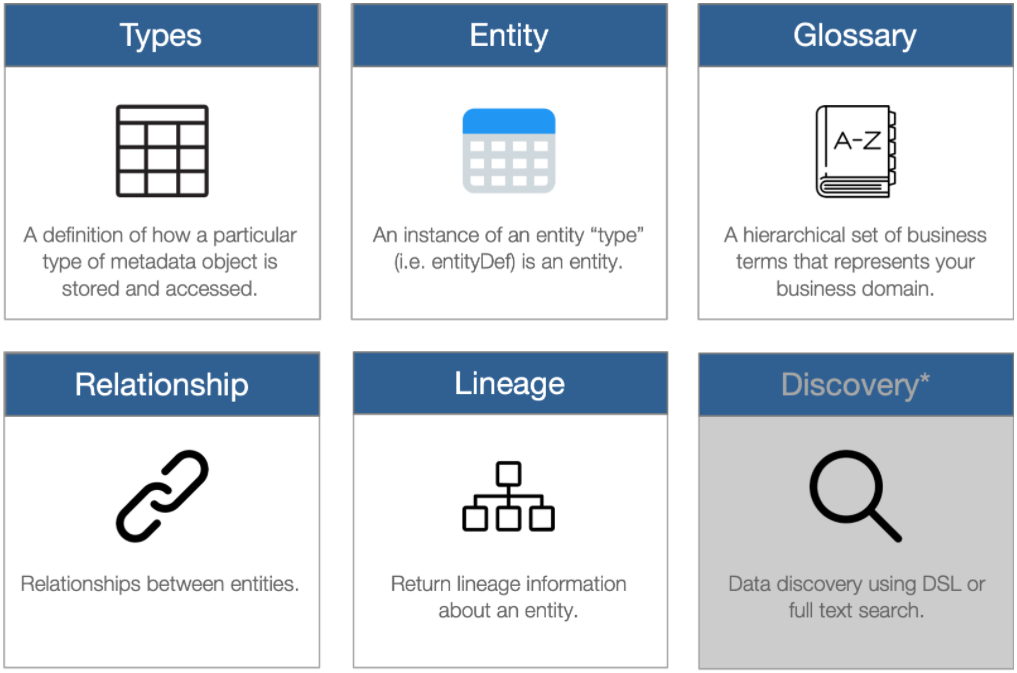 Types
A definition of how a particular
type of metadata object is
stored and accessed.
Entity
An instance of an entity “type”
(i.e. entityDef) is an entity.
Glossary
A-Z
A hierarchical set of business
terms that represents your
business domain.
Relationship
Relationships between entities.
Lineage
Return lineage information
about an entity.
Discovery*
Data discovery using DSL or
full text search.